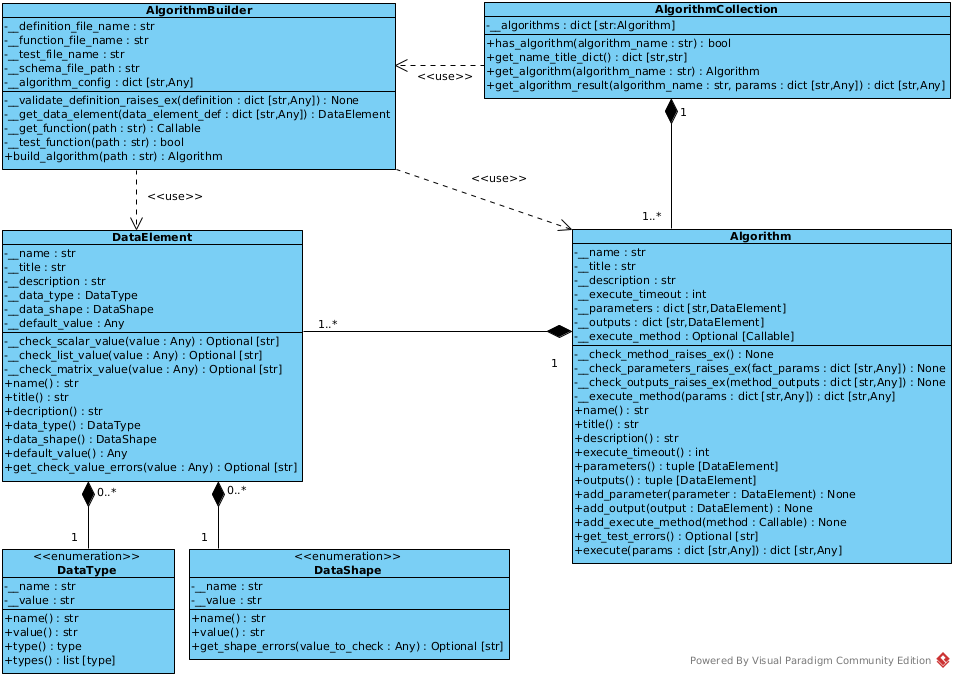 AlgorithmBuilder
-__definition_file_name : str
-__function_file_name : str
-__test_file_name : str
-__schema_file_path : str
-__algorithm_config : dict [str,Any]
-__validate_definition_raises_ex(definition : dict [str,Any]) : None
-__get_data_element(data_element_def : dict [str,Any]) : DataElement
-__get_function(path : str) : Callable
-__test_function(path : str) : bool
+build_algorithm(path : str) : Algorithm
<<use>>
AlgorithmCollection
-__algorithms : dict [str:Algorithm]
+has_algorithm(algorithm_name : str) : bool
+get_name_title_dict() : dict [str,str]
+get_algorithm(algorithm_name : str) : Algorithm
+get_algorithm_result(algorithm_name : str, params : dict [str,Any]) : dict [str,Any]
1
1..*
<<use>>
<<use>>
DataElement
-__name : str
-__title : str
-__description : str
-__data_type : DataType
-__data_shape : DataShape
-__default_value : Any
-__check_scalar_value(value : Any) : Optional [str]
-__check_list_value(value : Any) : Optional [str]
-__check_matrix_value(value : Any) : Optional [str]
+name() : str
+title() : str
+decription() : str
+data_type() : DataType
+data_shape() : DataShape
+default_value() : Any
+get_check_value_errors(value : Any) : Optional [str]
1..*
1
Algorithm
-__name : str
-__title : str
-__description : str
-__execute_timeout : int
-__parameters : dict [str,DataElement]
-__outputs : dict [str,DataElement]
-__execute_method : Optional [Callable]
-__check_method_raises_ex() : None
-__check_parameters_raises_ex(fact_params : dict [str,Any]) : None
-__check_outputs_raises_ex(method_outputs : dict [str,Any]) : None
-__execute_method(params : dict [str,Any]) : dict [str,Any]
+name() : str
+title() : str
+description() : str
+execute_timeout() : int
+parameters() : tuple [DataElement]
+outputs() : tuple [DataElement]
+add_parameter(parameter : DataElement) : None
+add_output(output : DataElement) : None
+add_execute_method(method : Callable) : None
+get_test_errors() : Optional [str]
+execute(params : dict [str,Any]) : dict [str,Any]
0..*
0..*
1
1
<<enumeration>>
DataType
-__name : str
-__value : str
+name() : str
+value() : str
+type() : type
+types() : list [type]
<<enumeration>>
DataShape
-__name : str
-__value : str
+name() : str
+value() : str
+get_shape_errors(value_to_check : Any) : Optional [str]
Powered By Visual Paradigm Community Edition